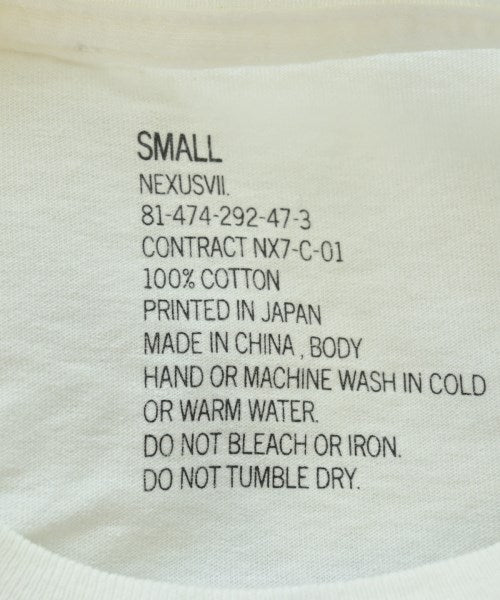 SMALL
NEXUSVII.
81-474-292-47-3
CONTRACT NX7-C-01
100% COTTON
PRINTED IN JAPAN
MADE IN CHINA , BODY
HAND OR MACHINE WASH IN COLD
OR WARM WATER.
DO NOT BLEACH OR IRON.
DO NOT TUMBLE DRY.